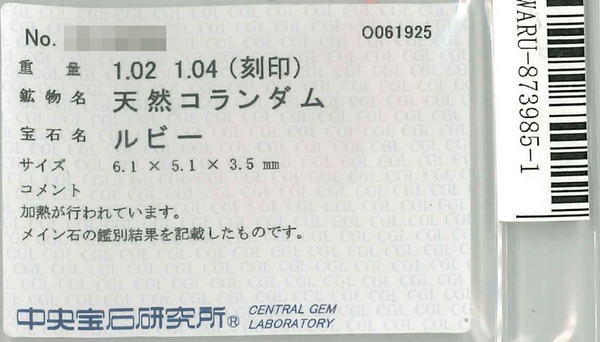 No.
O061925
重量 1.02 1.04 (刻印)
鉱物名 天然コランダム
宝石名 ルビー
サイズ 6.1 × 5.1 × 3.5 mm
コメント
加熱が行われています。
メイン石の鑑別結果を記載したものです。
中央宝石研究所® CENTRAL GEM
LABORATORY
WARU-873985-1